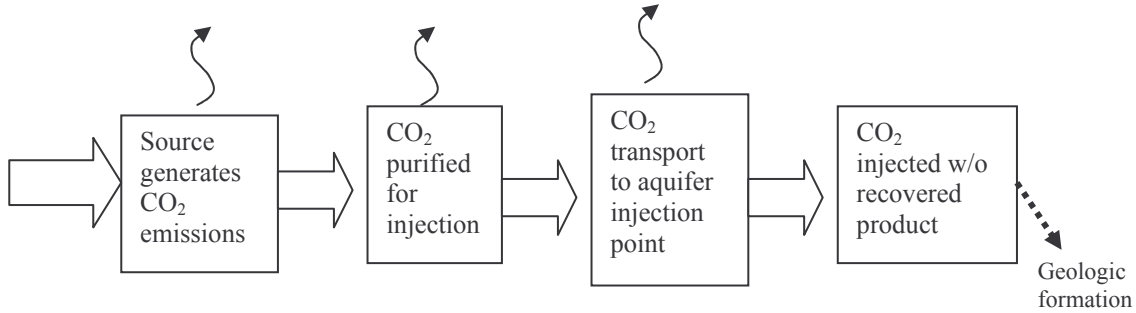 Source
generates
CO₂
emissions
CO₂
purified
for
injection
CO₂
transport
to aquifer
injection
point
CO₂
injected w/o
recovered
product
Geologic
formation